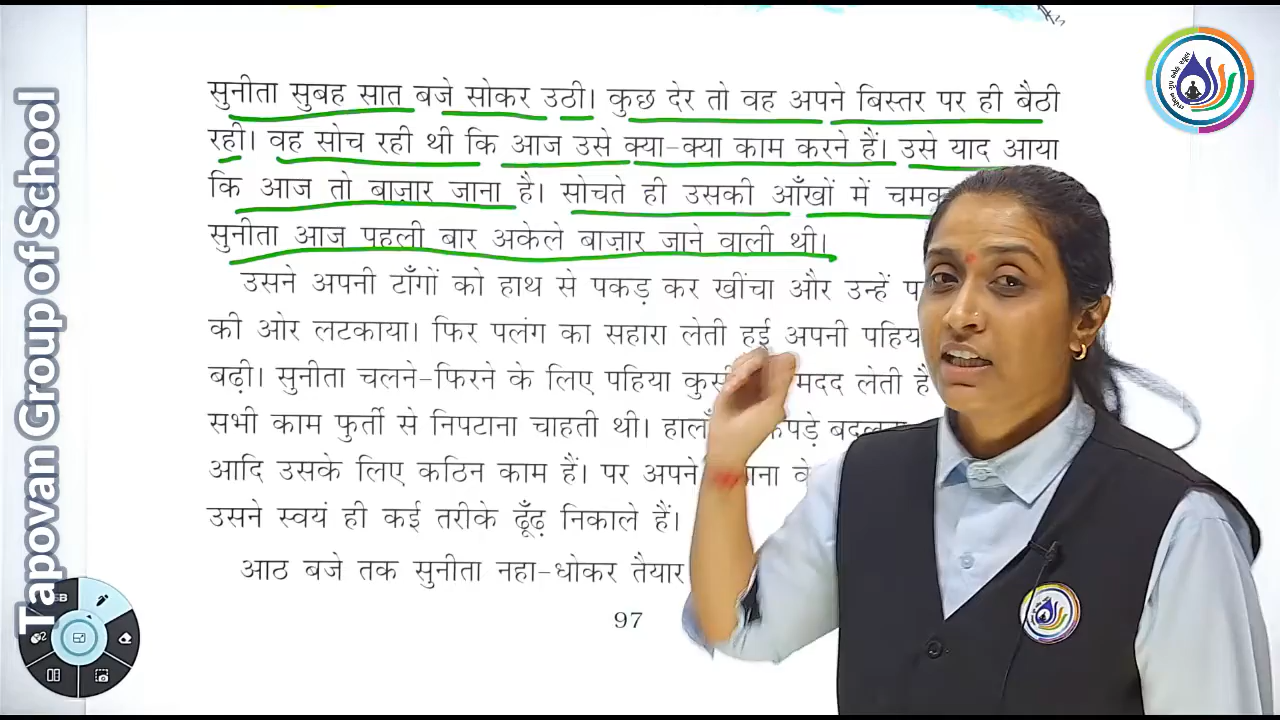 सुनीता सुबह सात बजे सोकर उठी। कुछ देर तो वह अपने बिस्तर पर ही बैठी
रही। वह सोच रही थी कि आज उसे क्या-क्या काम करने हैं। उसे याद आया
कि आज तो बाज़ार जाना है। सोचते ही उसकी आँखों में चमक
सुनीता आज पहली बार अकेले बाज़ार जाने वाली थी।
उसने अपनी टाँगों को हाथ से पकड़ कर खींचा और उन्हें
की ओर लटकाया। फिर पलंग का सहारा लेती हुई अपनी
बढ़ी। सुनीता चलने-फिरने के लिए पहिया मदद लेती है
सभी काम फुर्ती से निपटाना चाहती थी। कपड़े
आदि उसके लिए कठिन काम हैं। पर अपने
उसने स्वयं ही कई तरीके ढूँढ़ निकाले हैं।
आठ बजे तक सुनीता नहा-धोकर तैयार
97
Tapovan Group of School